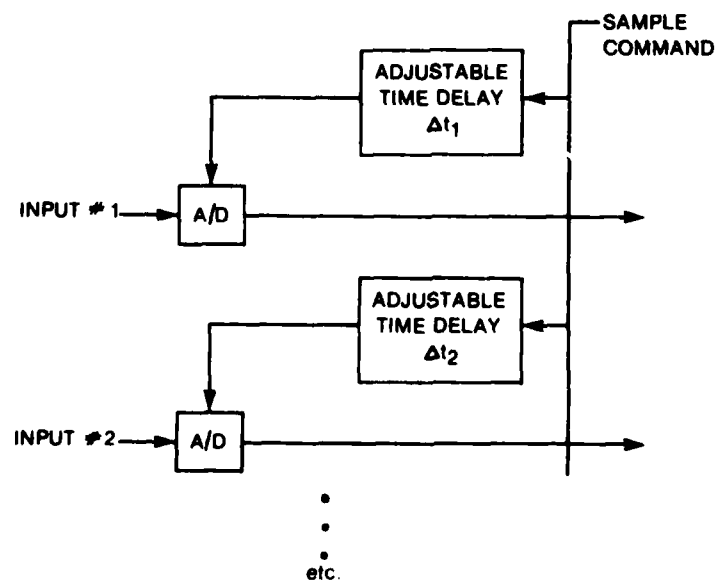 SAMPLE
COMMAND
ADJUSTABLE
TIME DELAY
Δt1
INPUT #1
A/D
ADJUSTABLE
TIME DELAY
Δt2
INPUT #2
A/D
etc.